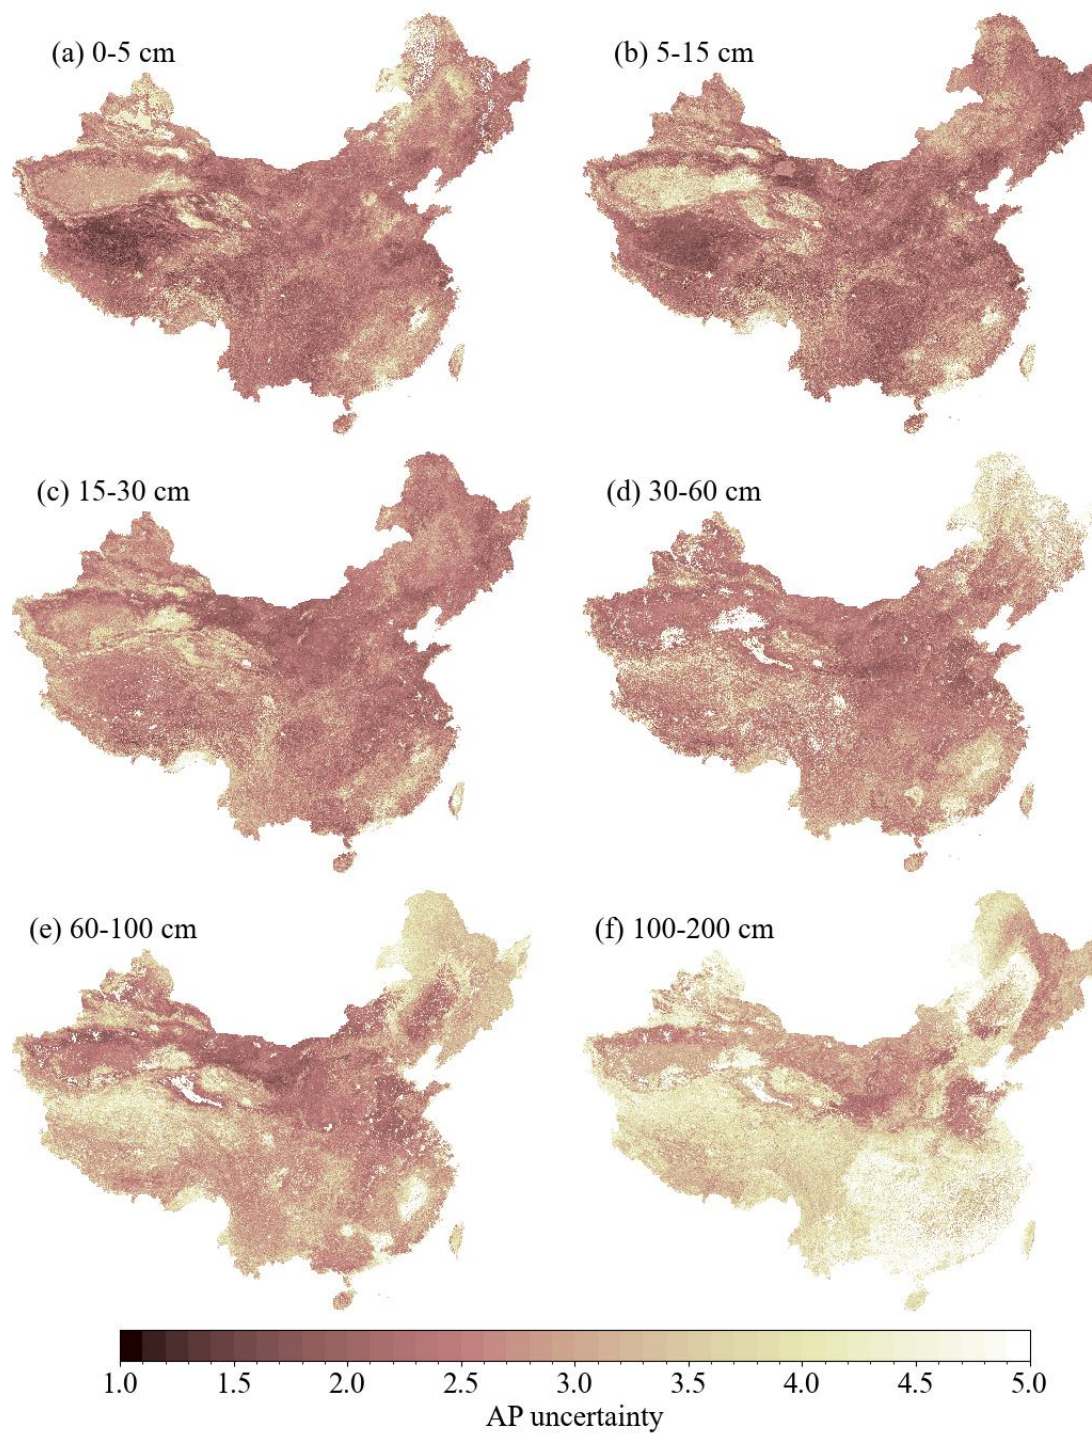 (a) 0-5 cm
(b) 5-15 cm
(c) 15-30 cm
(d) 30-60 cm
(e) 60-100 cm
(f) 100-200 cm
1.0 1.5 2.0 2.5 3.0 3.5 4.0 4.5 5.0
AP uncertainty